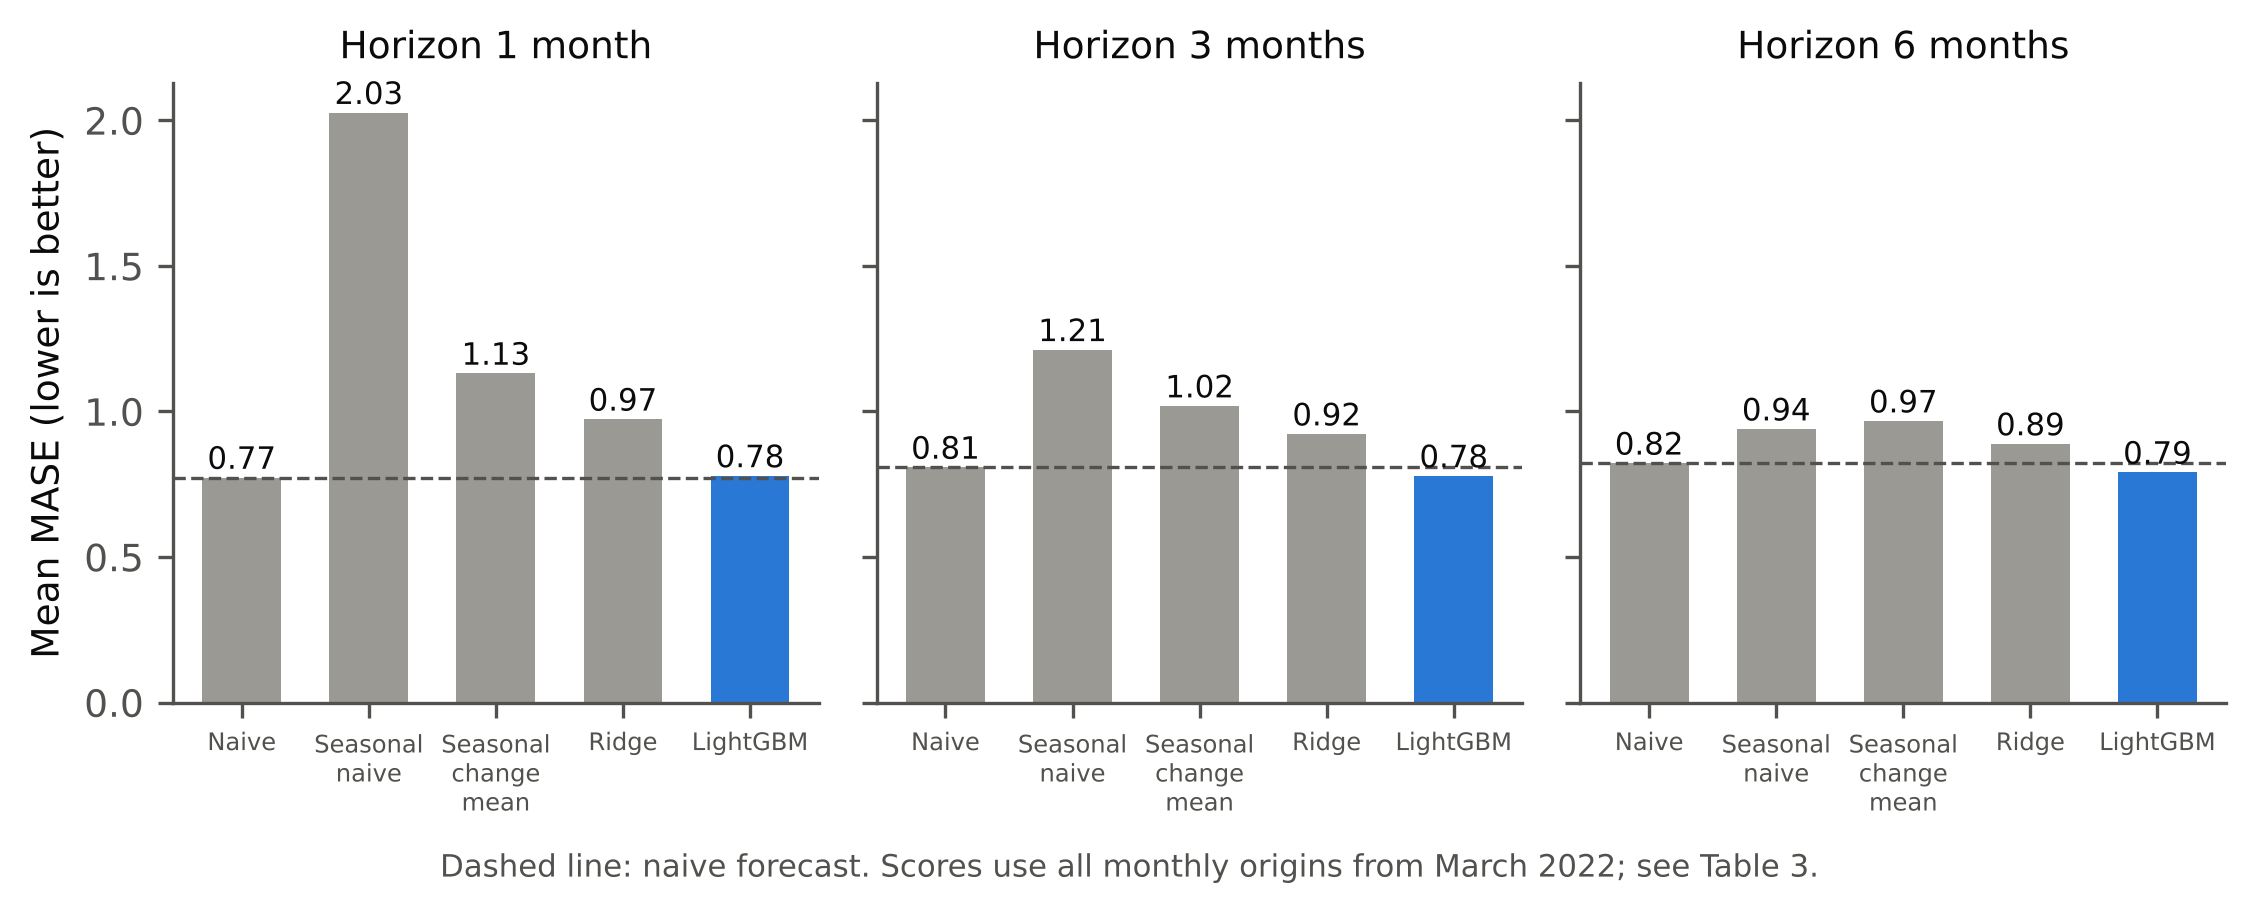 Horizon 1 month
Horizon 3 months
Horizon 6 months
Mean MASE (lower is better)
2.0
1.5
1.0
0.5
0.0
0.77
2.03
1.13
0.97
0.78
0.81
1.21
1.02
0.92
0.78
0.82
0.94
0.97
0.89
0.79
Naive
Seasonal
naive
Seasonal
change
mean
Ridge
LightGBM
Naive
Seasonal
naive
Seasonal
change
mean
Ridge
LightGBM
Naive
Seasonal
naive
Seasonal
change
mean
Ridge
LightGBM
Dashed line: naive forecast. Scores use all monthly origins from March 2022; see Table 3.